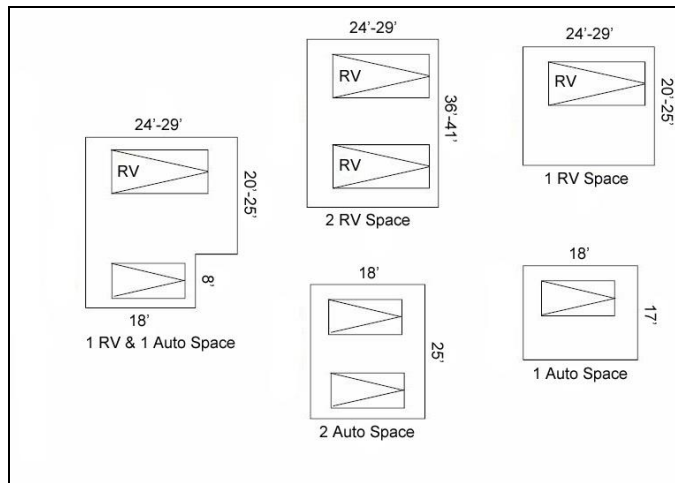 24'-29'
RV
20'-25'
8'
18'
1 RV & 1 Auto Space
24'-29'
RV
36'-41'
RV
2 RV Space
24'-29'
RV
20'-25'
1 RV Space
18'
25'
2 Auto Space
18'
17'
1 Auto Space